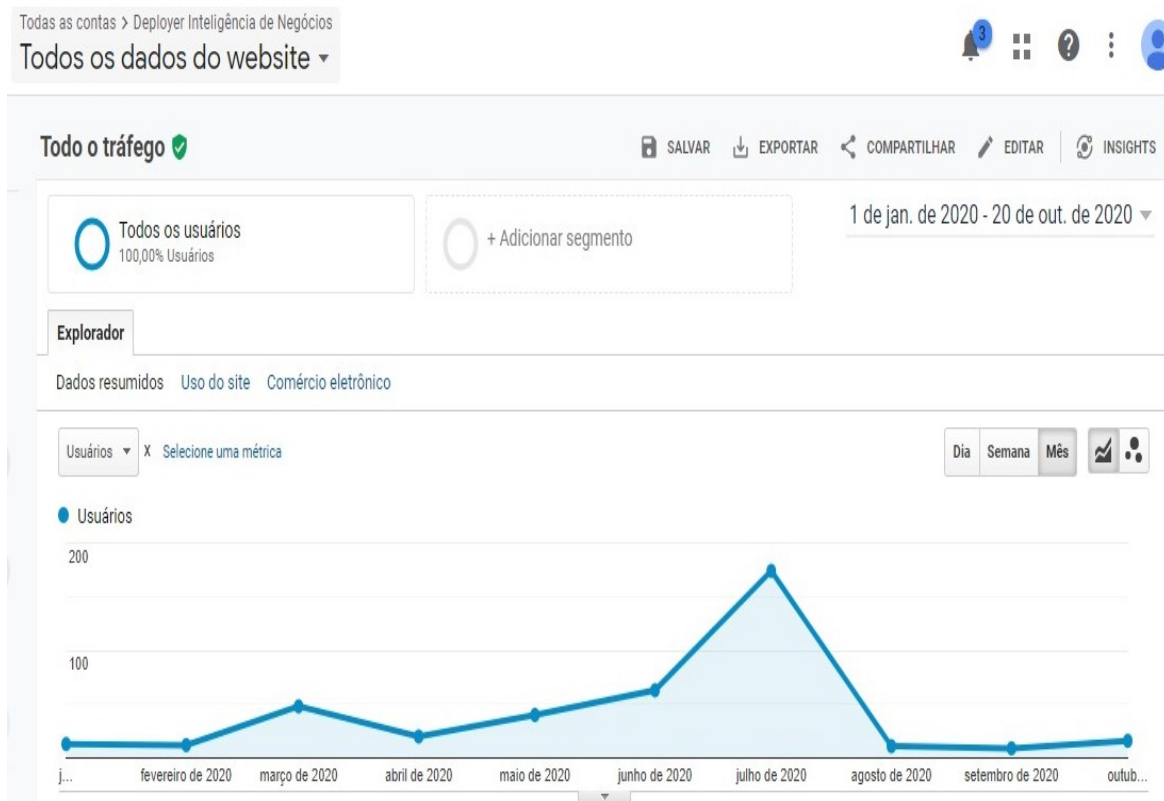 Todas as contas > Deployer Inteligência de Negócios
Todos os dados do website
3
Todo o tráfego
SALVAR EXPORTAR COMPARTILHAR EDITAR INSIGHTS
Todos os usuários
100,00% Usuários
+ Adicionar segmento
1 de jan. de 2020 - 20 de out. de 2020
Explorador
Dados resumidos Uso do site Comércio eletrônico
Usuários X Selecione uma métrica
Dia Semana Mês
Usuários
200
100
j... fevereiro de 2020 março de 2020 abril de 2020 maio de 2020 junho de 2020 julho de 2020 agosto de 2020 setembro de 2020 outub...